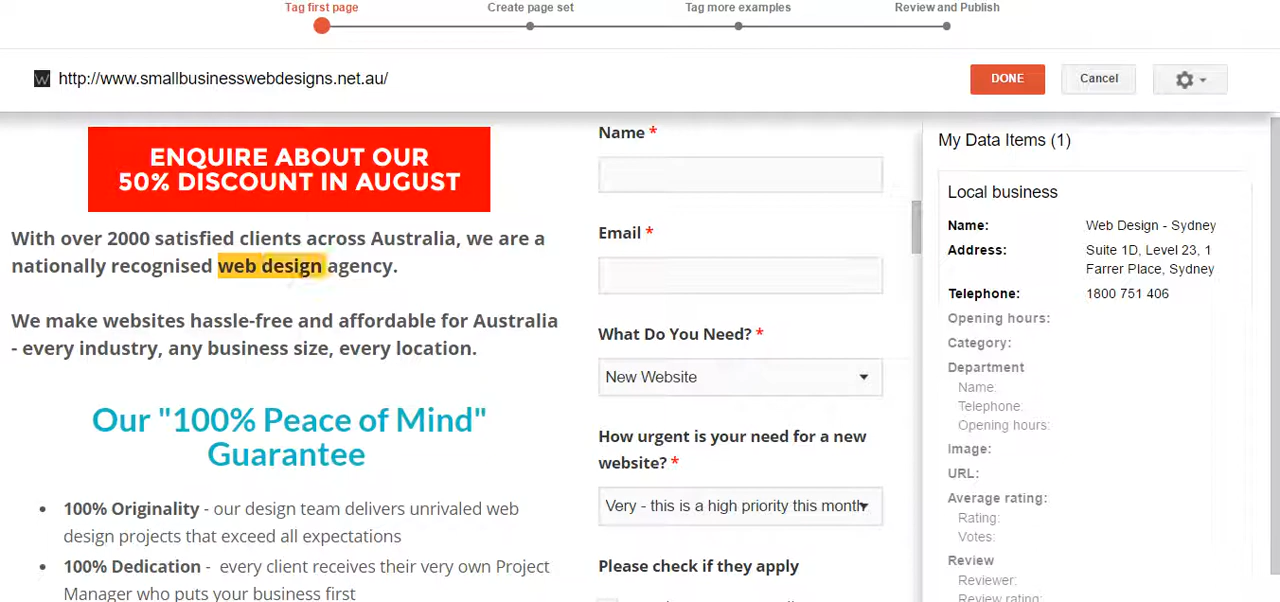 Tag first page
Create page set
Tag more examples
Review and Publish
W http://www.smallbusinesswebdesigns.net.au/
DONE
Cancel
ENQUIRE ABOUT OUR
50% DISCOUNT IN AUGUST
With over 2000 satisfied clients across Australia, we are a
nationally recognised web design agency.
We make websites hassle-free and affordable for Australia
- every industry, any business size, every location.
Our "100% Peace of Mind"
Guarantee
• 100% Originality - our design team delivers unrivaled web
design projects that exceed all expectations
• 100% Dedication - every client receives their very own Project
Manager who puts your business first
Name *
Email *
What Do You Need? *
New Website
How urgent is your need for a new
website? *
Very - this is a high priority this month
Please check if they apply
My Data Items (1)
Local business
Name: Web Design - Sydney
Address: Suite 1D, Level 23, 1
Farrer Place, Sydney
Telephone: 1800 751 406
Opening hours:
Category:
Department
Name:
Telephone:
Opening hours:
Image:
URL:
Average rating:
Rating:
Votes:
Review
Reviewer:
Review rating: